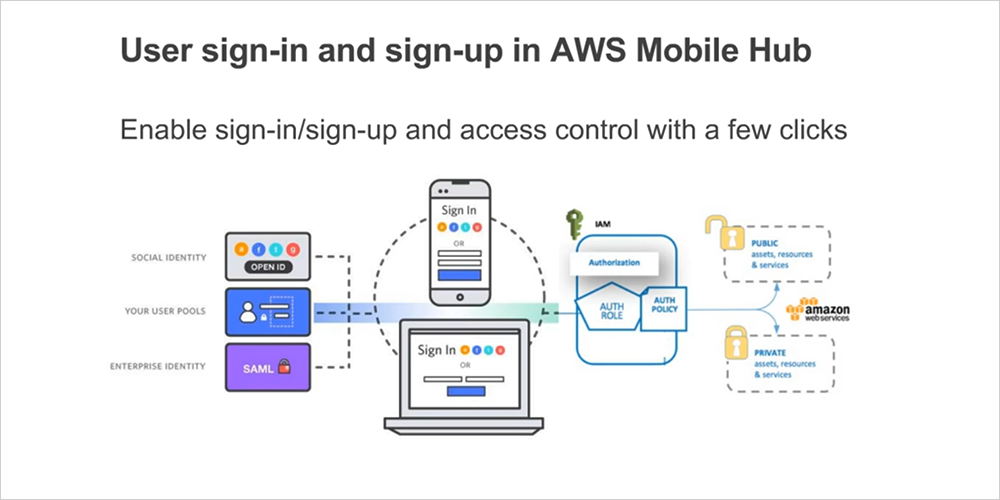 User sign-in and sign-up in AWS Mobile Hub
Enable sign-in/sign-up and access control with a few clicks
SOCIAL IDENTITY
a f t g
OPEN ID
YOUR USER POOLS
ENTERPRISE IDENTITY
SAML
Sign In
a f t g
OR
Sign In a f t g
OR
IAM
Authorization
AUTH
ROLE
AUTH
POLICY
PUBLIC
assets, resources
& services
amazon
webservices
PRIVATE
assets, resources
& services